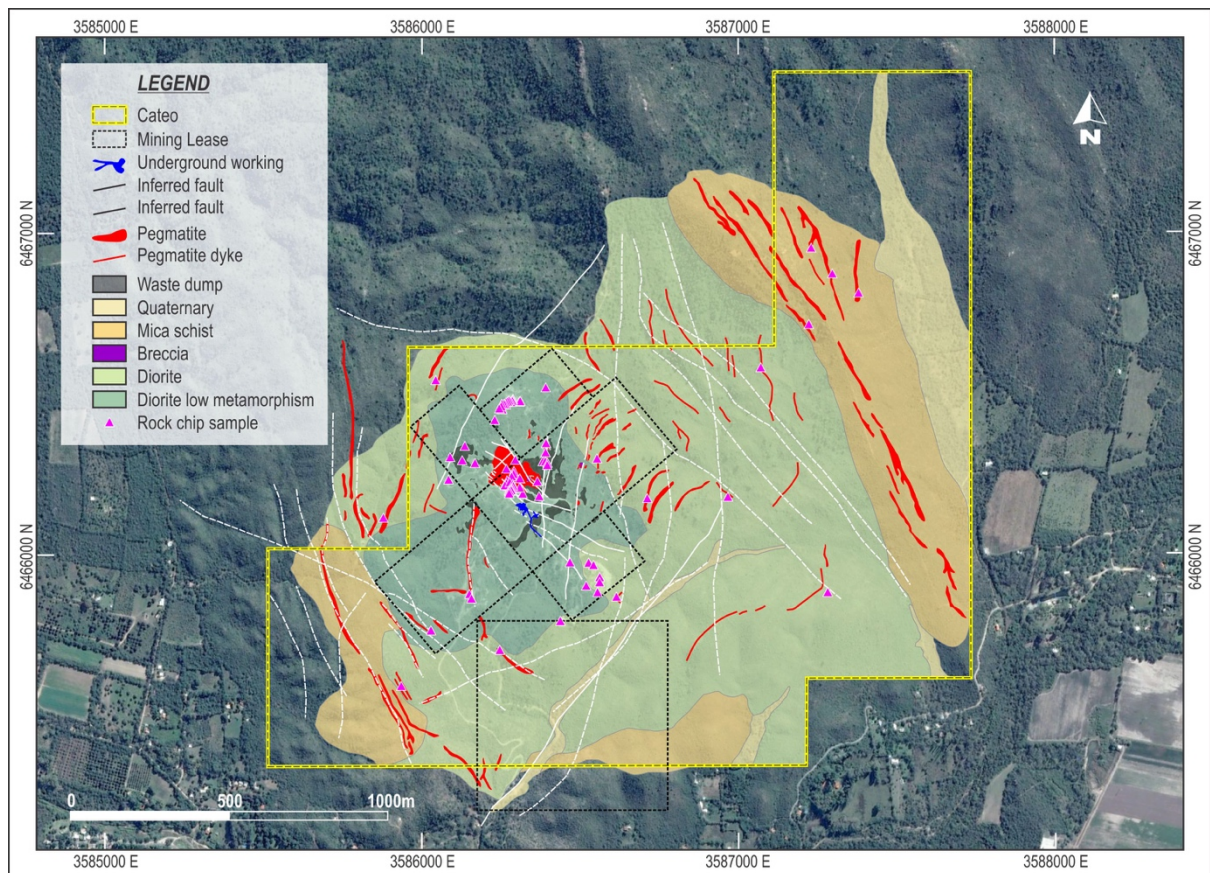 3585000 E
3586000 E
3587000 E
3588000 E
LEGEND
Cateo
Mining Lease
Underground working
Inferred fault
Inferred fault
Pegmatite
Pegmatite dyke
Waste dump
Quaternary
Mica schist
Breccia
Diorite
Diorite low metamorphism
Rock chip sample
N
6467000 N
6467000 N
6466000 N
6466000 N
0 500 1000m
3585000 E
3586000 E
3587000 E
3588000 E